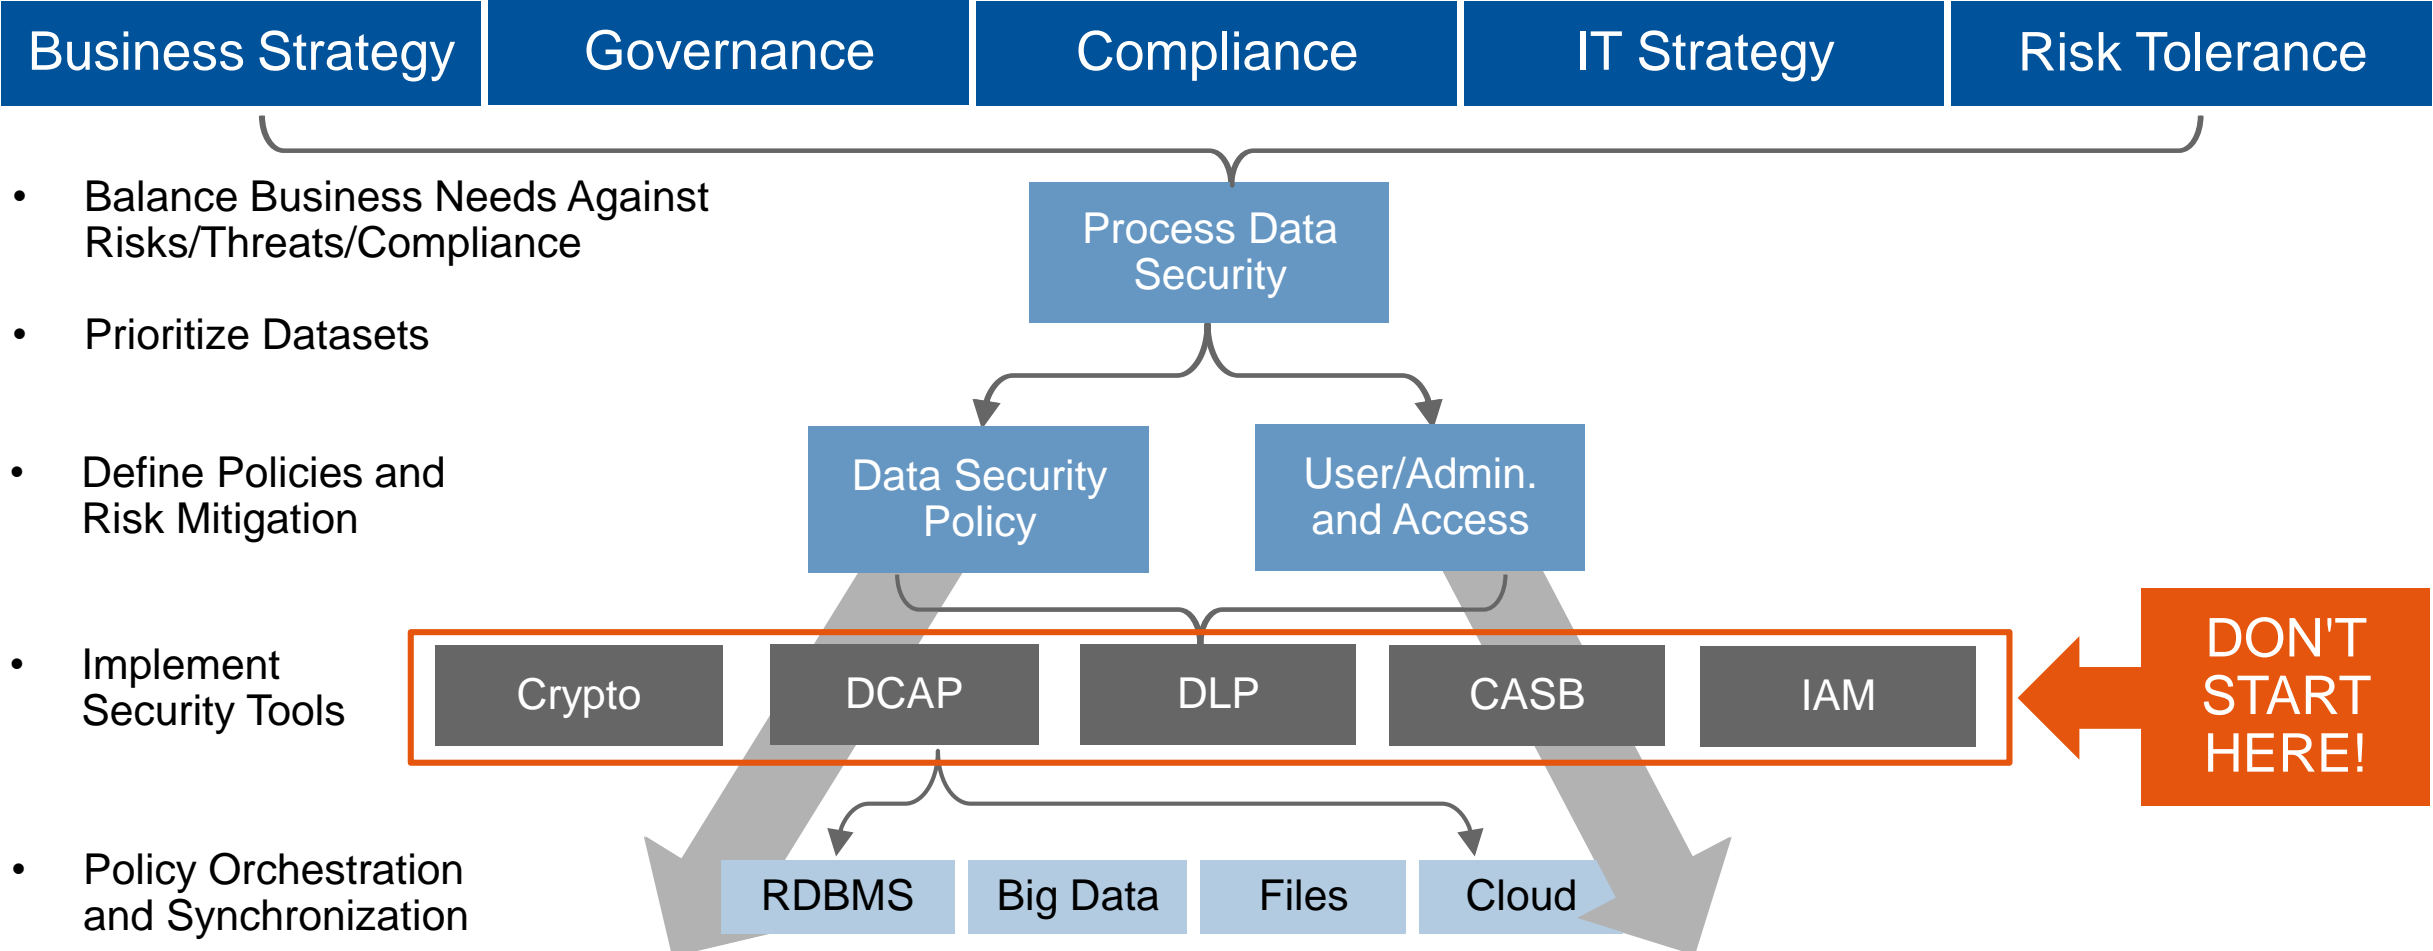 Business Strategy
Governance
Compliance
IT Strategy
Risk Tolerance
• Balance Business Needs Against
Risks/Threats/Compliance
Process Data
Security
• Prioritize Datasets
• Define Policies and
Risk Mitigation
Data Security
Policy
User/Admin.
and Access
• Implement
Security Tools
Crypto
DCAP
DLP
CASB
IAM
DON'T
START
HERE!
• Policy Orchestration
and Synchronization
RDBMS
Big Data
Files
Cloud